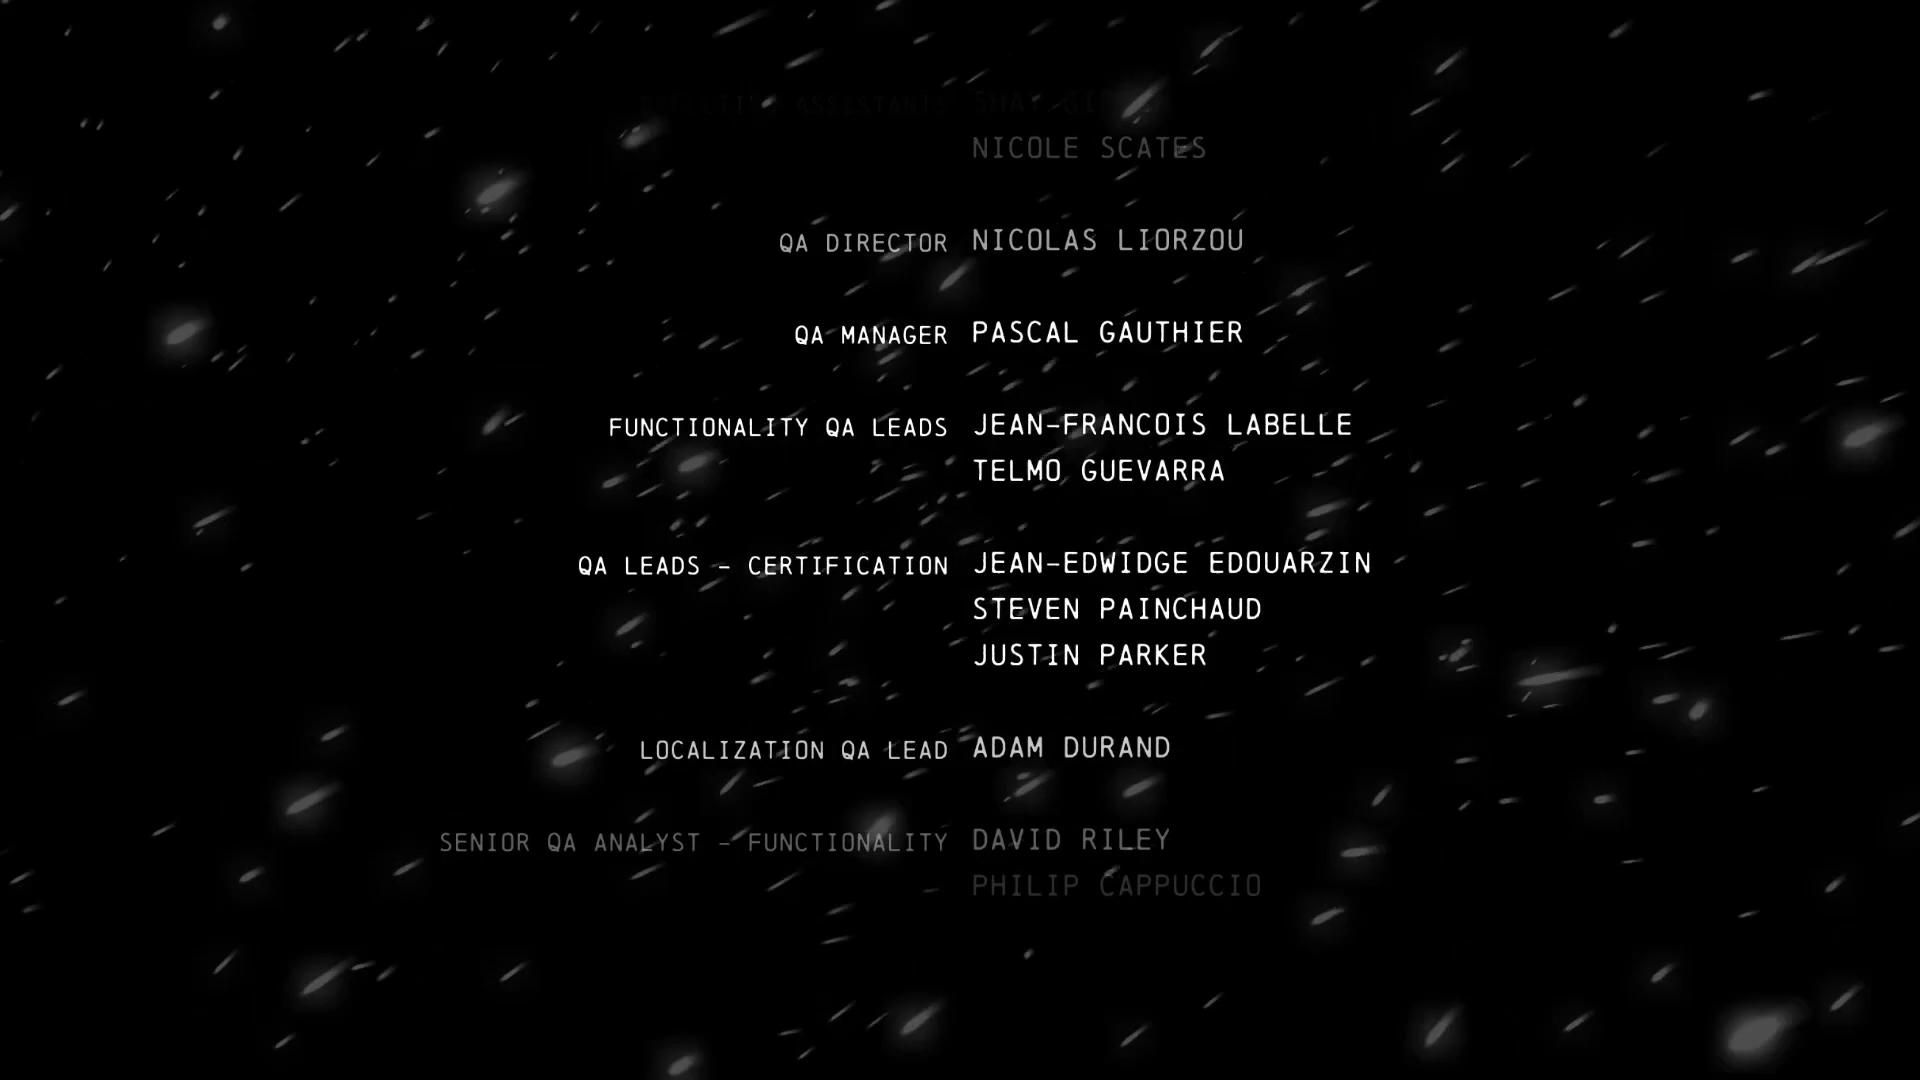 ASSISTANTS SHAY
NICOLE SCATES
QA DIRECTOR NICOLAS LIORZOU
QA MANAGER PASCAL GAUTHIER
FUNCTIONALITY QA LEADS JEAN-FRANCOIS LABELLE
TELMO GUEVARRA
QA LEADS - CERTIFICATION JEAN-EDWIDGE EDOUARZIN
STEVEN PAINCHAUD
JUSTIN PARKER
LOCALIZATION QA LEAD ADAM DURAND
SENIOR QA ANALYST - FUNCTIONALITY DAVID RILEY
PHILIP CAPPUCCIO